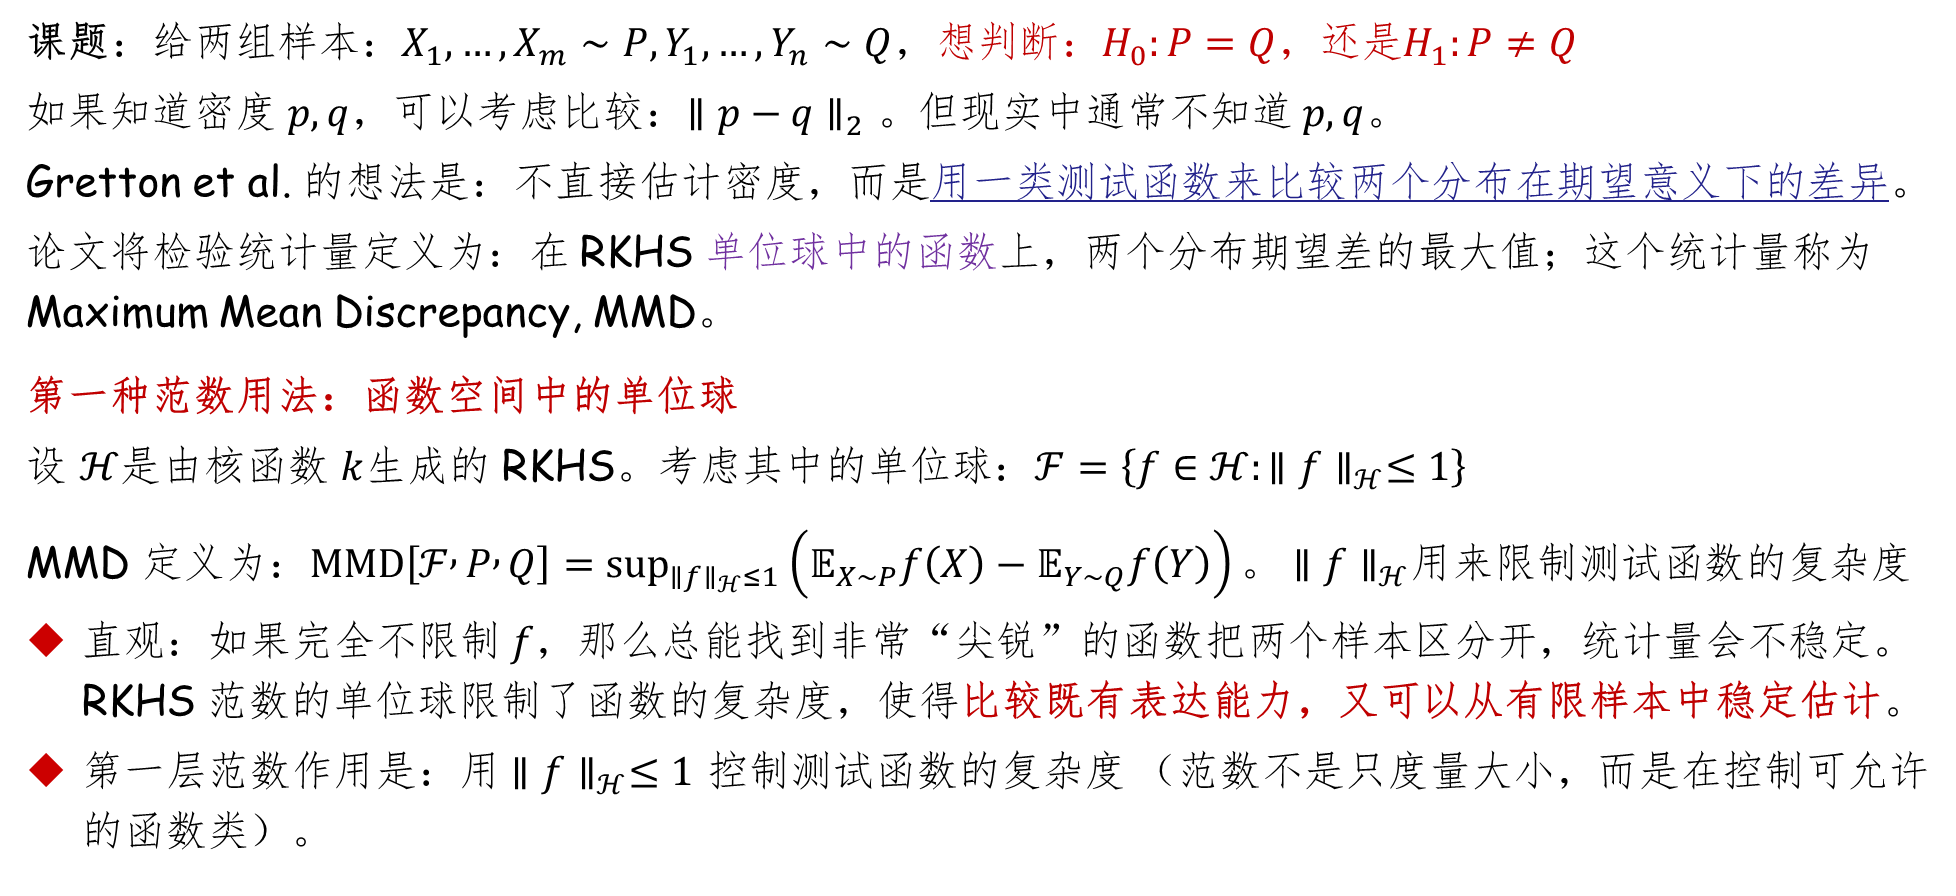 课题：给两组样本：X₁, … , Xₘ ~ P, Y₁, … , Yₙ ~ Q，想判断：H₀: P = Q，还是H₁: P ≠ Q
如果知道密度 p, q，可以考虑比较：∥ p − q ∥₂ 。但现实中通常不知道 p, q。
Gretton et al. 的想法是：不直接估计密度，而是用一类测试函数来比较两个分布在期望意义下的差异。
论文将检验统计量定义为：在 RKHS 单位球中的函数上，两个分布期望差的最大值；这个统计量称为
Maximum Mean Discrepancy, MMD。
第一种范数用法：函数空间中的单位球
设 ℋ是由核函数 k生成的 RKHS。考虑其中的单位球：ℱ = {f ∈ ℋ: ∥ f ∥_ℋ ≤ 1}
MMD 定义为：MMD[ℱ, P, Q] = sup_{∥f∥_ℋ≤1} (𝔼_{X~P} f(X) − 𝔼_{Y~Q} f(Y)) 。 ∥ f ∥_ℋ 用来限制测试函数的复杂度
◆ 直观：如果完全不限制 f，那么总能找到非常“尖锐”的函数把两个样本区分开，统计量会不稳定。
RKHS 范数的单位球限制了函数的复杂度，使得比较既有表达能力，又可以从有限样本中稳定估计。
◆ 第一层范数作用是：用 ∥ f ∥_ℋ ≤ 1 控制测试函数的复杂度 （范数不是只度量大小，而是在控制可允许
的函数类）。